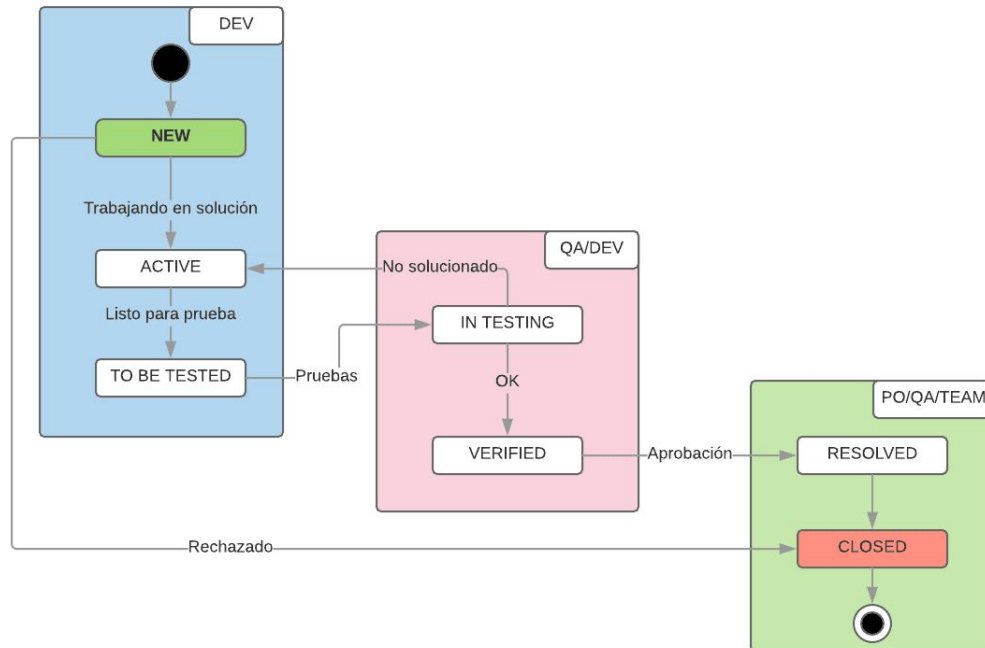 DEV
NEW
Trabajando en solución
ACTIVE
Listo para prueba
TO BE TESTED
Pruebas
QA/DEV
No solucionado
IN TESTING
OK
VERIFIED
Aprobación
PO/QA/TEAM
RESOLVED
Rechazado
CLOSED